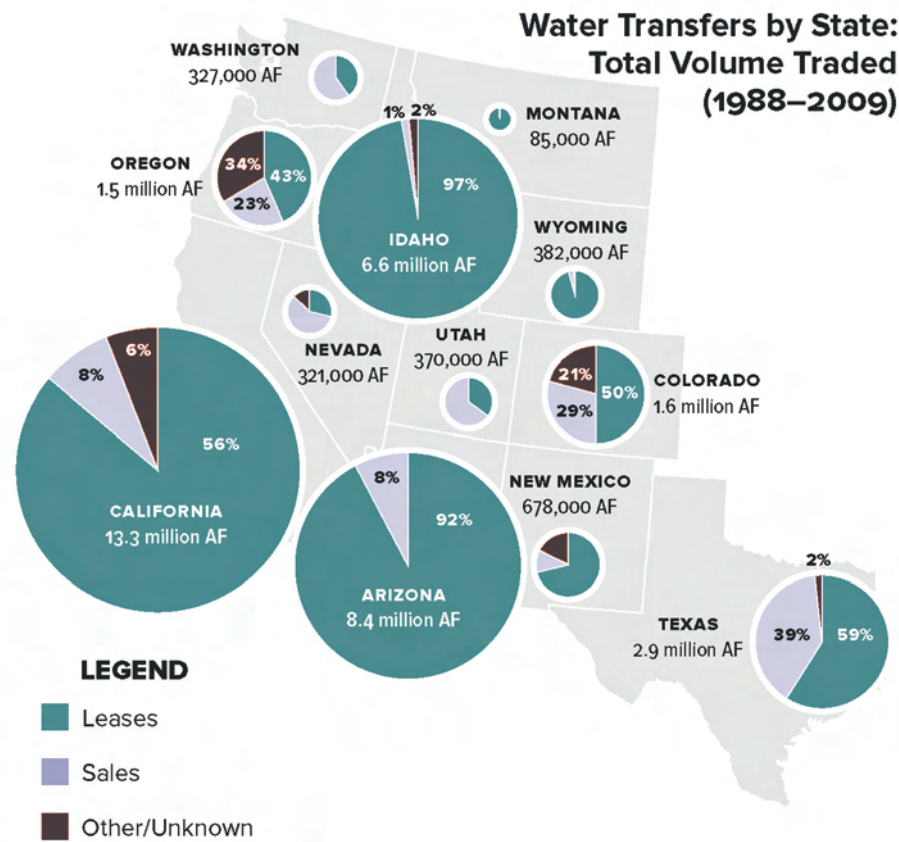 Water Transfers by State:
Total Volume Traded
(1988–2009)
WASHINGTON
327,000 AF
MONTANA
85,000 AF
OREGON
1.5 million AF
34%
43%
23%
1% 2%
97%
IDAHO
6.6 million AF
WYOMING
382,000 AF
NEVADA
321,000 AF
UTAH
370,000 AF
21%
50%
29%
COLORADO
1.6 million AF
6%
8%
56%
CALIFORNIA
13.3 million AF
8%
92%
ARIZONA
8.4 million AF
NEW MEXICO
678,000 AF
2%
39%
59%
TEXAS
2.9 million AF
LEGEND
Leases
Sales
Other/Unknown